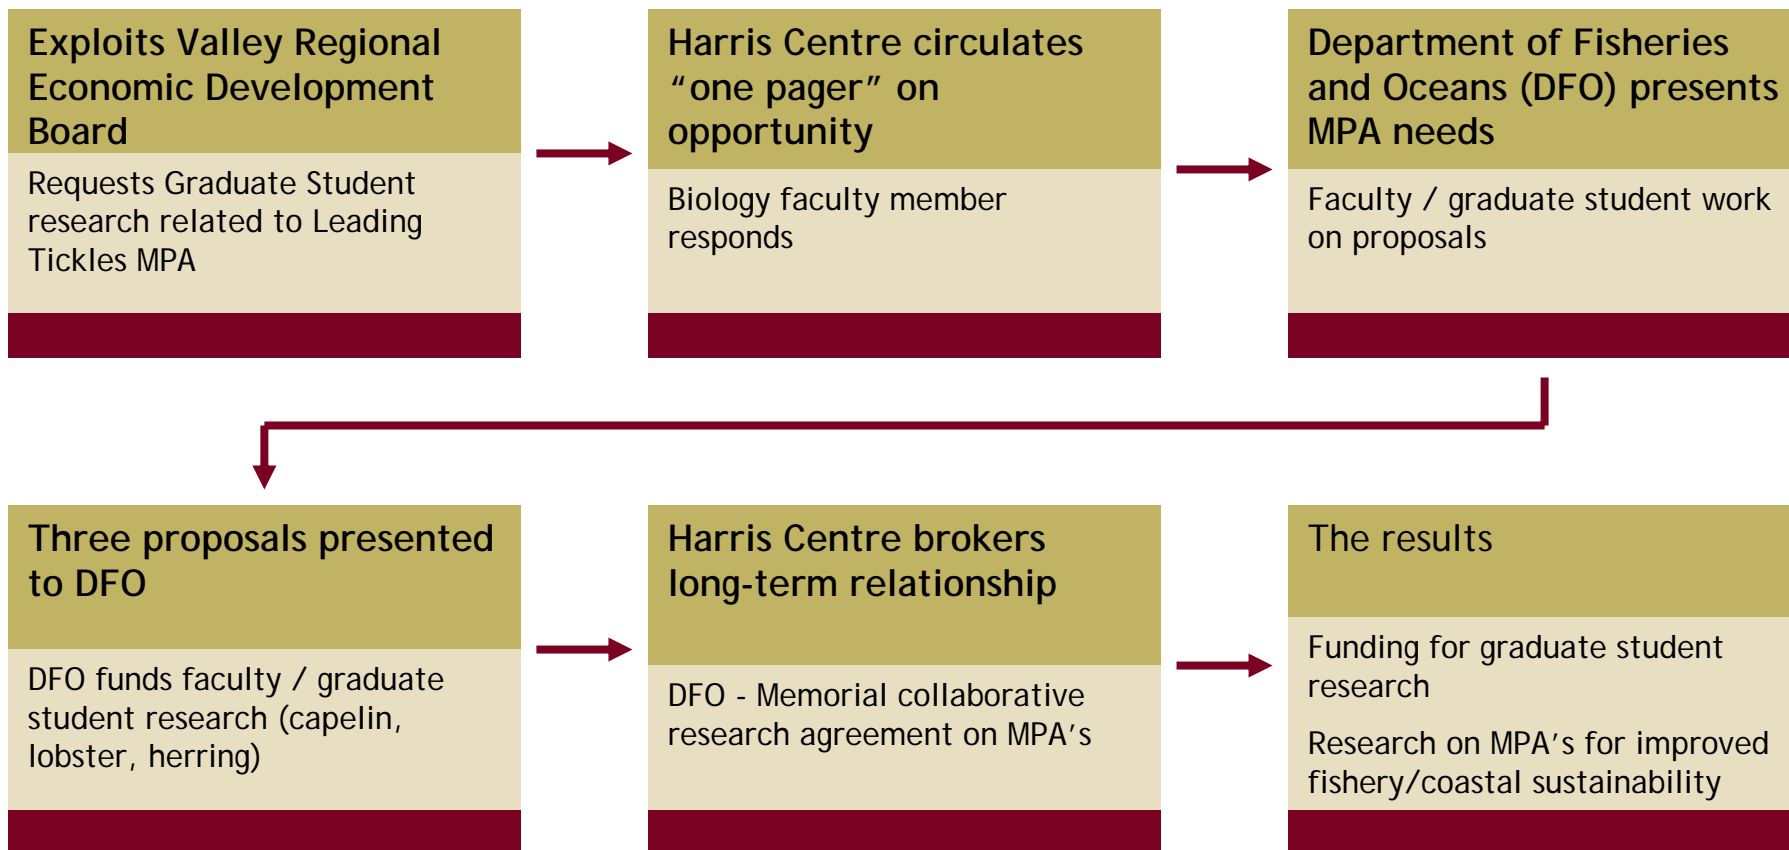 Exploits Valley Regional
Economic Development
Board
Requests Graduate Student
research related to Leading
Tickles MPA
Harris Centre circulates
“one pager” on
opportunity
Biology faculty member
responds
Department of Fisheries
and Oceans (DFO) presents
MPA needs
Faculty / graduate student work
on proposals
Three proposals presented
to DFO
DFO funds faculty / graduate
student research (capelin,
lobster, herring)
Harris Centre brokers
long-term relationship
DFO - Memorial collaborative
research agreement on MPA’s
The results
Funding for graduate student
research
Research on MPA’s for improved
fishery/coastal sustainability